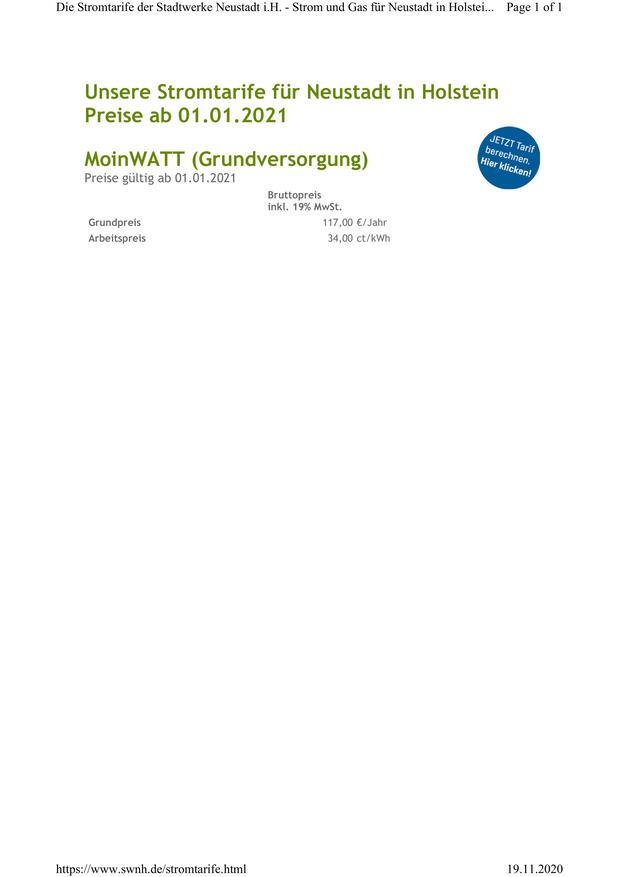 Die Stromtarife der Stadtwerke Neustadt i.H. - Strom und Gas für Neustadt in Holstei... Page 1 of 1
Unsere Stromtarife für Neustadt in Holstein
Preise ab 01.01.2021
JETZT Tarif
berechnen.
Hier klicken!
MoinWATT (Grundversorgung)
Preise gültig ab 01.01.2021
Bruttopreis
inkl. 19% MwSt.
Grundpreis 117,00 €/Jahr
Arbeitspreis 34,00 ct/kWh
https://www.swnh.de/stromtarife.html 19.11.2020